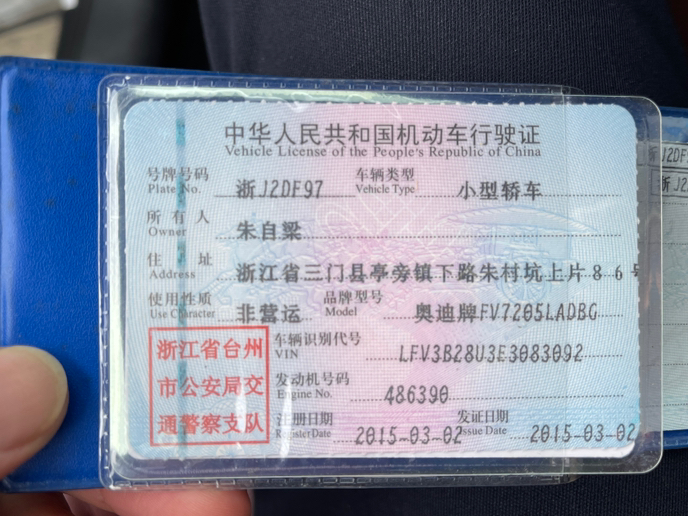 中华人民共和国机动车行驶证
Vehicle License of the People's Republic of China
号牌号码 浙J2DF97 车辆类型 小型轿车
Plate No. Vehicle Type
所有人 朱自梁
Owner
住址 浙江省三门县亭旁镇下路朱村坑上片86号
Address
使用性质 非营运 品牌型号 奥迪牌FV7205LADBG
Use Character Model
浙江省台州
市公安局交
通警察支队
车辆识别代号 LFV3B28U3E3083092
VIN
发动机号码 486390
Engine No.
注册日期 2015-03-02 发证日期 2015-03-02
Register Date Issue Date